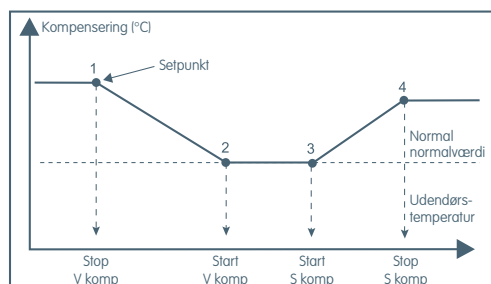 Kompensering (°C)
1
Setpunkt
4
2
3
Normal
normalværdi
Udendørs-
temperatur
Stop
V komp
Start
V komp
Start
S komp
Stop
S komp